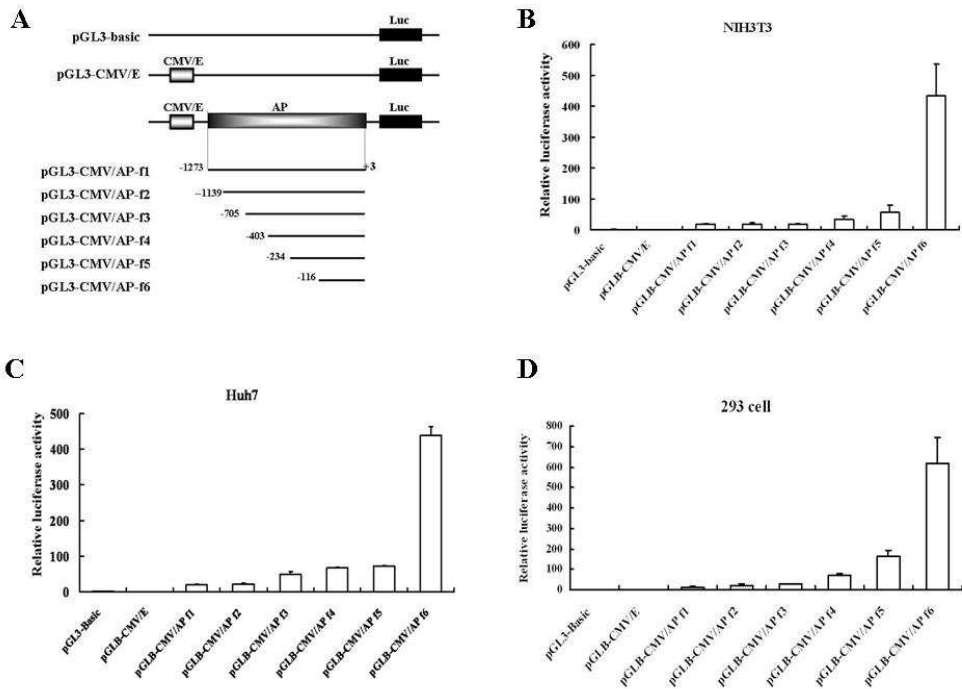 A
Luc
pGL3-basic
CMV/E
Luc
pGL3-CMV/E
CMV/E
AP
Luc
-1273
+3
pGL3-CMV/AP-f1
pGL3-CMV/AP-f2
-1139
pGL3-CMV/AP-f3
-705
pGL3-CMV/AP-f4
-403
pGL3-CMV/AP-f5
-234
pGL3-CMV/AP-f6
-116
B
NIH3T3
Relative luciferase activity
600
500
400
300
200
100
0
pGL3-basic
pGLB-CMV/E
pGLB-CMV/AP f1
pGLB-CMV/AP f2
pGLB-CMV/AP f3
pGLB-CMV/AP f4
pGLB-CMV/AP f5
pGLB-CMV/AP f6
C
Huh7
Relative luciferase activity
500
400
300
200
100
0
pGL3-Basic
pGLB-CMV/E
pGLB-CMV/AP f1
pGLB-CMV/AP f2
pGLB-CMV/AP f3
pGLB-CMV/AP f4
pGLB-CMV/AP f5
pGLB-CMV/AP f6
D
293 cell
Relative luciferase activity
800
700
600
500
400
300
200
100
0
pGL3-Basic
pGLB-CMV/E
pGLB-CMV/AP f1
pGLB-CMV/AP f2
pGLB-CMV/AP f3
pGLB-CMV/AP f4
pGLB-CMV/AP f5
pGLB-CMV/AP f6